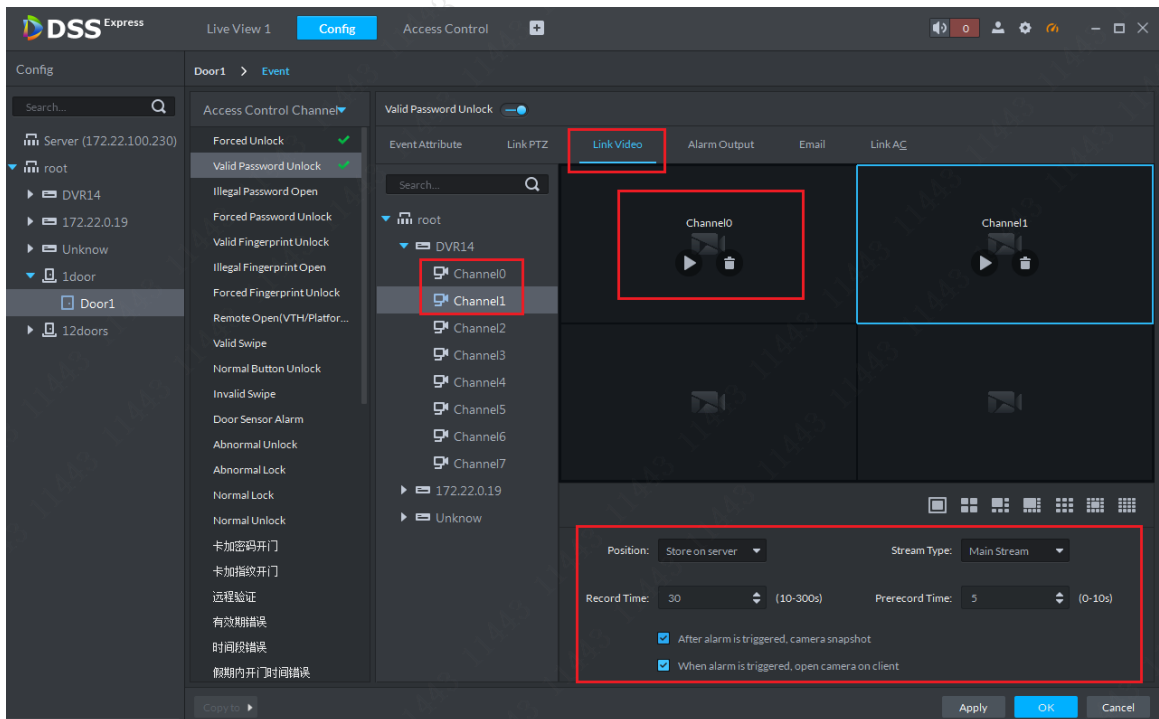 DSS Express
Live View 1
Config
Access Control
0
Config
Door1 > Event
Search...
Server (172.22.100.230)
root
DVR14
172.22.0.19
Unknow
1door
Door1
12doors
Access Control Channel
Forced Unlock
Valid Password Unlock
Illegal Password Open
Forced Password Unlock
Valid Fingerprint Unlock
Illegal Fingerprint Open
Forced Fingerprint Unlock
Remote Open(VTH/Platfor...
Valid Swipe
Normal Button Unlock
Invalid Swipe
Door Sensor Alarm
Abnormal Unlock
Abnormal Lock
Normal Lock
Normal Unlock
卡加密码开门
卡加指纹开门
远程验证
有效期错误
时间段错误
假期内开门时间错误
Valid Password Unlock
Event Attribute
Link PTZ
Link Video
Alarm Output
Email
Link AC
Search...
root
DVR14
Channel0
Channel1
Channel2
Channel3
Channel4
Channel5
Channel6
Channel7
172.22.0.19
Unknow
Channel0
Channel1
Position: Store on server
Stream Type: Main Stream
Record Time: 30 (10-300s)
Prerecord Time: 5 (0-10s)
After alarm is triggered, camera snapshot
When alarm is triggered, open camera on client
Copy to
Apply
OK
Cancel